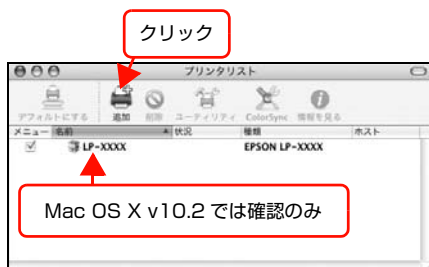 クリック
プリンタリスト
デフォルトにする 追加 削除 ユーティリティ ColorSync 情報を見る
メニュー 名前 状況 種類 ホスト
LP-XXXX EPSON LP-XXXX
Mac OS X v10.2 では確認のみ